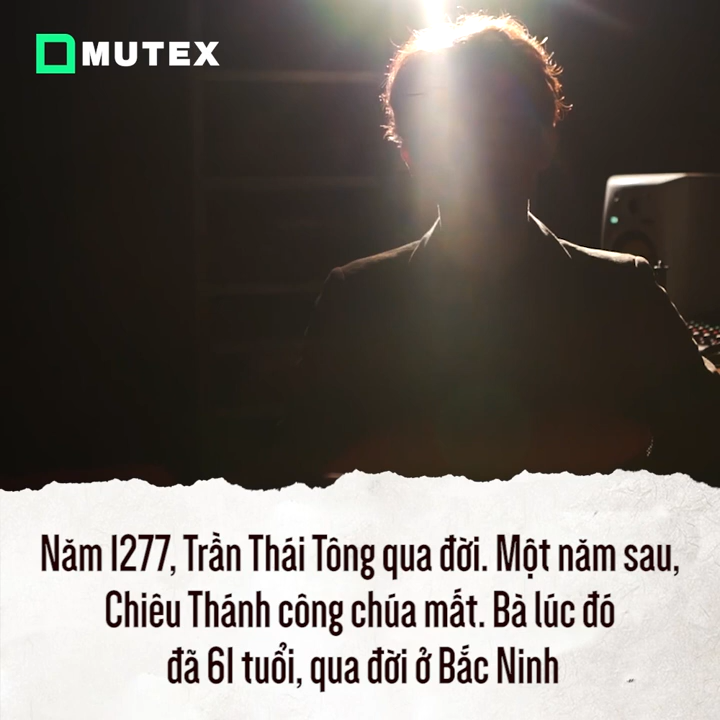 MUTEX
Năm 1277, Trần Thái Tông qua đời. Một năm sau,
Chiêu Thánh công chúa mất. Bà lúc đó
đã 61 tuổi, qua đời ở Bắc Ninh